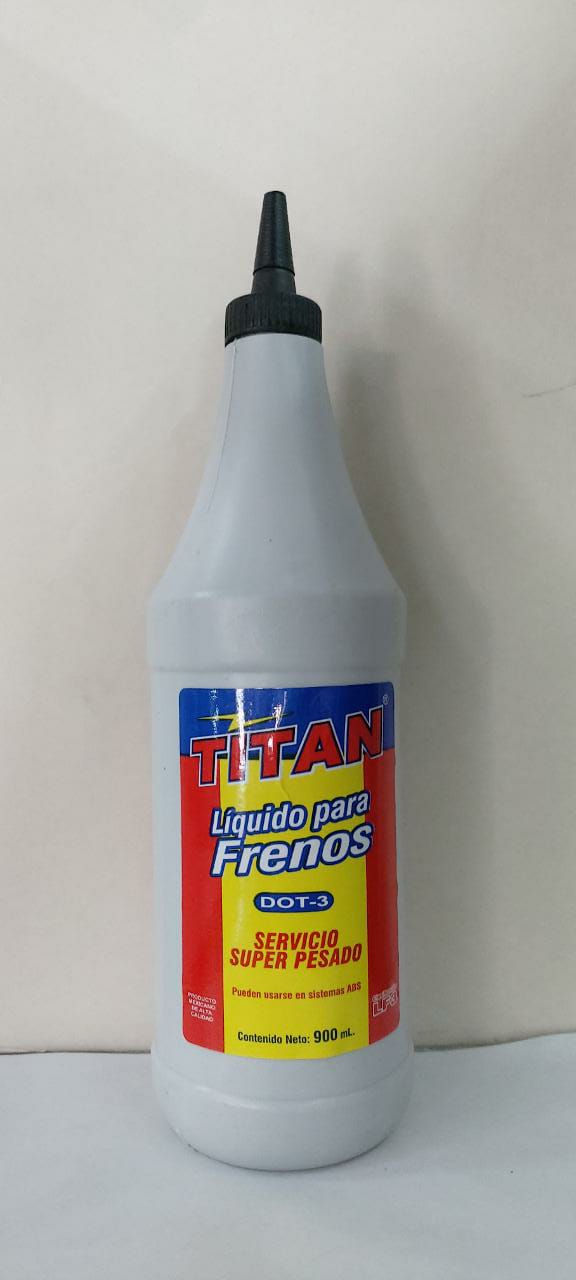 TITAN®
Líquido para
Frenos
DOT-3
SERVICIO
SUPER PESADO
Pueden usarse en sistemas ABS
PRODUCTO
MEXICANO
DE ALTA
CALIDAD
LF3
Contenido Neto: 900 mL.